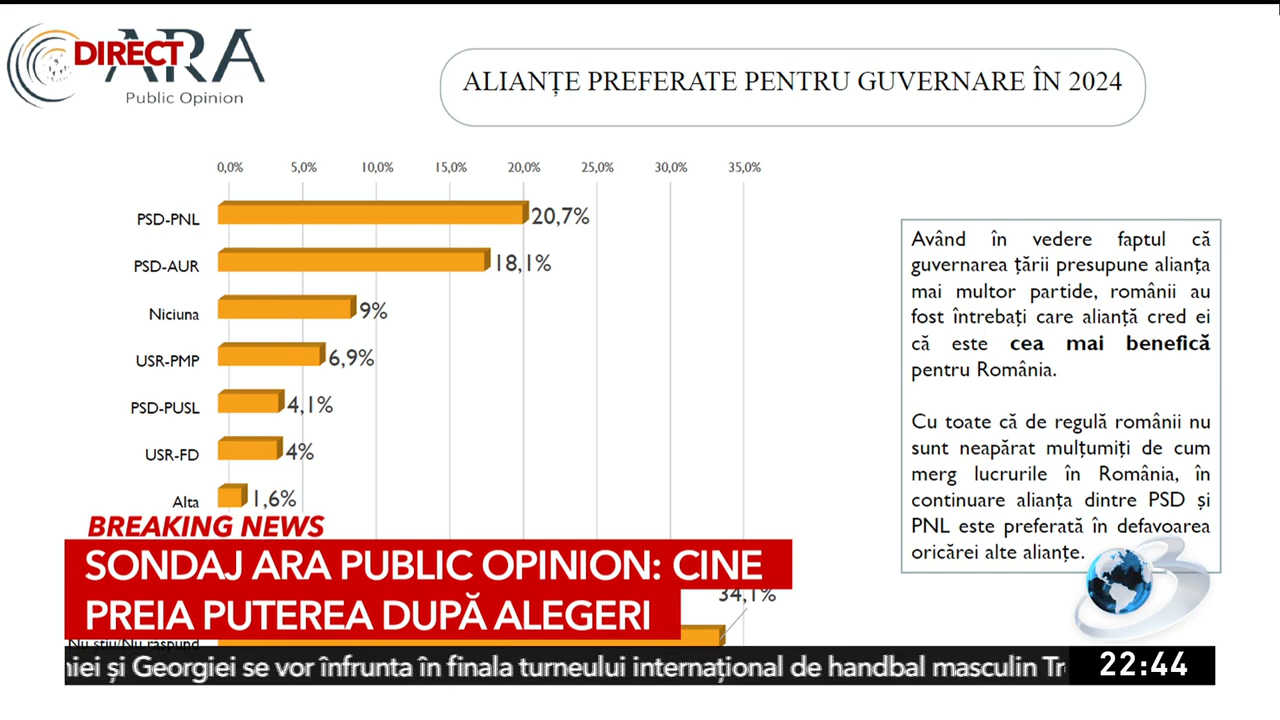 DIRECT
ARA
Public Opinion
ALIANȚE PREFERATE PENTRU GUVERNARE ÎN 2024
0,0% 5,0% 10,0% 15,0% 20,0% 25,0% 30,0% 35,0%
PSD-PNL 20,7%
PSD-AUR 18,1%
Niciuna 9%
USR-PMP 6,9%
PSD-PUSL 4,1%
USR-FD 4%
Alta 1,6%
Având în vedere faptul că
guvernarea țării presupune alianța
mai multor partide, românii au
fost întrebați care alianță cred ei
că este cea mai benefică
pentru România.
Cu toate că de regulă românii nu
sunt neapărat mulțumiți de cum
merg lucrurile în România, în
continuare alianța dintre PSD și
PNL este preferată în defavoarea
oricărei alte alianțe.
BREAKING NEWS
SONDAJ ARA PUBLIC OPINION: CINE
PREIA PUTEREA DUPĂ ALEGERI
34,1%
Nu știu/Nu răspund
3
niei și Georgiei se vor înfrunta în finala turneului internațional de handbal masculin Tr
22:44